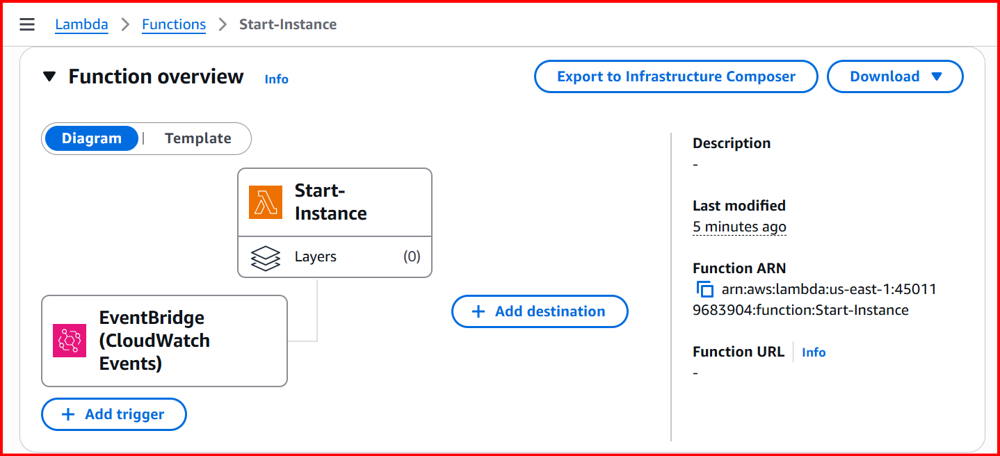 Lambda > Functions > Start-Instance
Function overview Info
Export to Infrastructure Composer
Download
Diagram | Template
Start-
Instance
Layers (0)
EventBridge
(CloudWatch
Events)
Add trigger
Add destination
Description
-
Last modified
5 minutes ago
Function ARN
arn:aws:lambda:us-east-1:45011
9683904:function:Start-Instance
Function URL Info
-